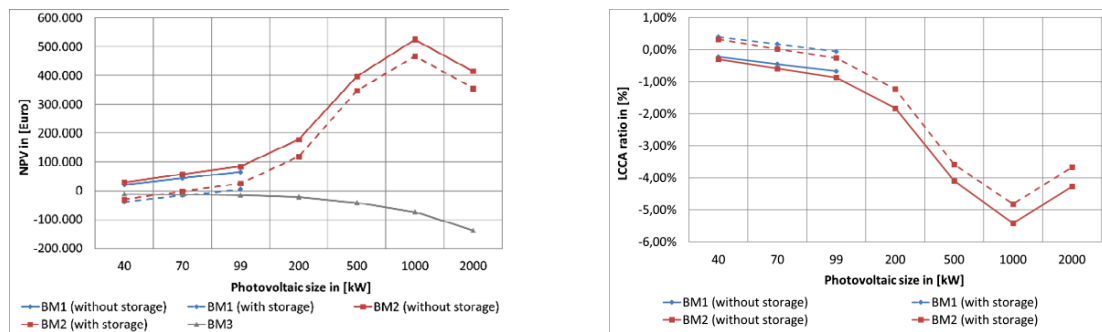 600.000
500.000
400.000
300.000
200.000
100.000
0
-100.000
-200.000
NPV in [Euro]
40 70 99 200 500 1000 2000
Photovoltaic size in [kW]
BM1 (without storage) BM1 (with storage) BM2 (without storage)
BM2 (with storage) BM3
1,00%
0,00%
-1,00%
-2,00%
-3,00%
-4,00%
-5,00%
-6,00%
LCCA ratio in [%]
40 70 99 200 500 1000 2000
Photovoltaic size in [kW]
BM1 (without storage) BM1 (with storage)
BM2 (without storage) BM2 (with storage)